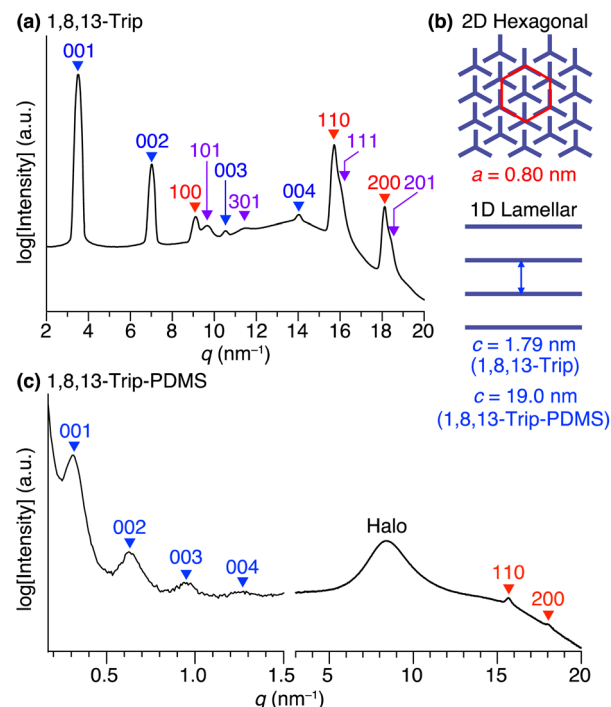 (a) 1,8,13-Trip
log[Intensity] (a.u.)
001
002
100
101
003
301
004
110
111
200
201
2 4 6 8 10 12 14 16 18 20
q (nm⁻¹)
(b) 2D Hexagonal
a = 0.80 nm
1D Lamellar
c = 1.79 nm
(1,8,13-Trip)
c = 19.0 nm
(1,8,13-Trip-PDMS)
(c) 1,8,13-Trip-PDMS
log[Intensity] (a.u.)
001
002
003
004
Halo
110
200
0.5 1.0 1.5 5 10 15 20
q (nm⁻¹)